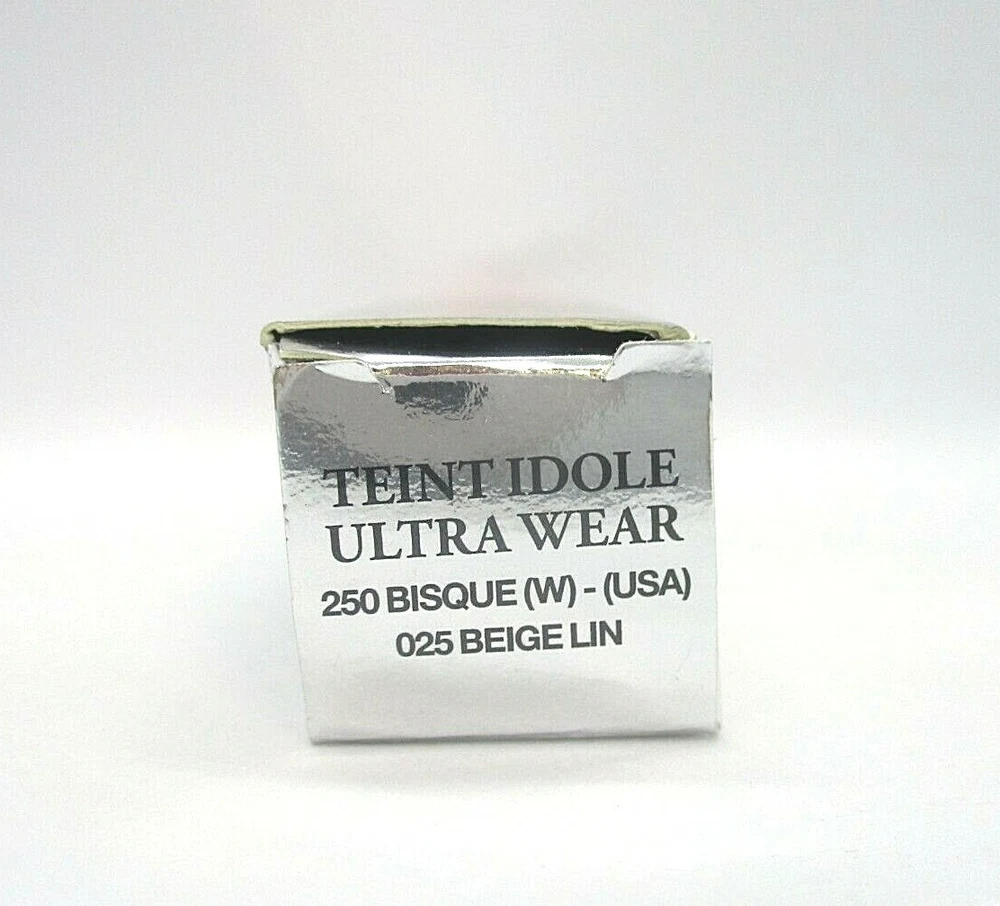 TEINT IDOLE
ULTRA WEAR
250 BISQUE (W) - (USA)
025 BEIGE LIN